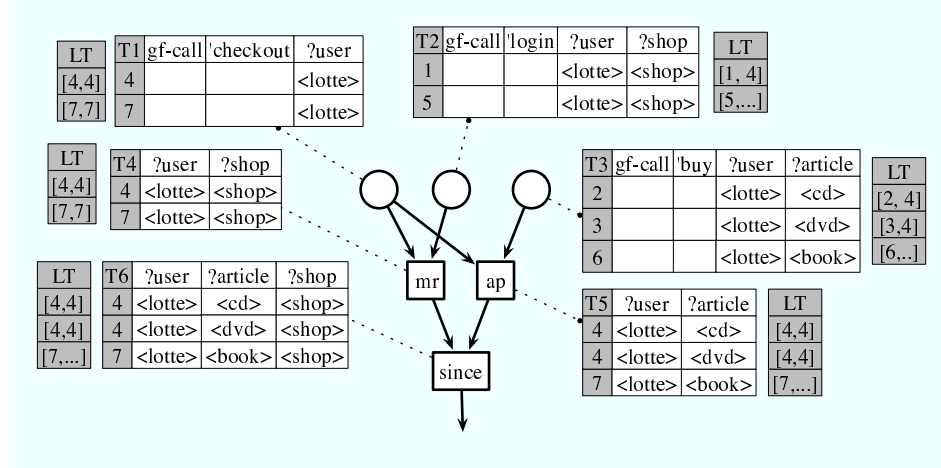 LT
[4,4]
[7,7]
T1 gf-call 'checkout ?user
4 <lotte>
7 <lotte>
T2 gf-call 'login ?user ?shop
1 <lotte> <shop>
5 <lotte> <shop>
LT
[1, 4]
[5,...]
LT
[4,4]
[7,7]
T4 ?user ?shop
4 <lotte> <shop>
7 <lotte> <shop>
T3 gf-call 'buy ?user ?article
2 <lotte> <cd>
3 <lotte> <dvd>
6 <lotte> <book>
LT
[2, 4]
[3,4]
[6,..]
mr
ap
LT
[4,4]
[4,4]
[7,...]
T6 ?user ?article ?shop
4 <lotte> <cd> <shop>
4 <lotte> <dvd> <shop>
7 <lotte> <book> <shop>
since
T5 ?user ?article
4 <lotte> <cd>
4 <lotte> <dvd>
7 <lotte> <book>
LT
[4,4]
[4,4]
[7,...]